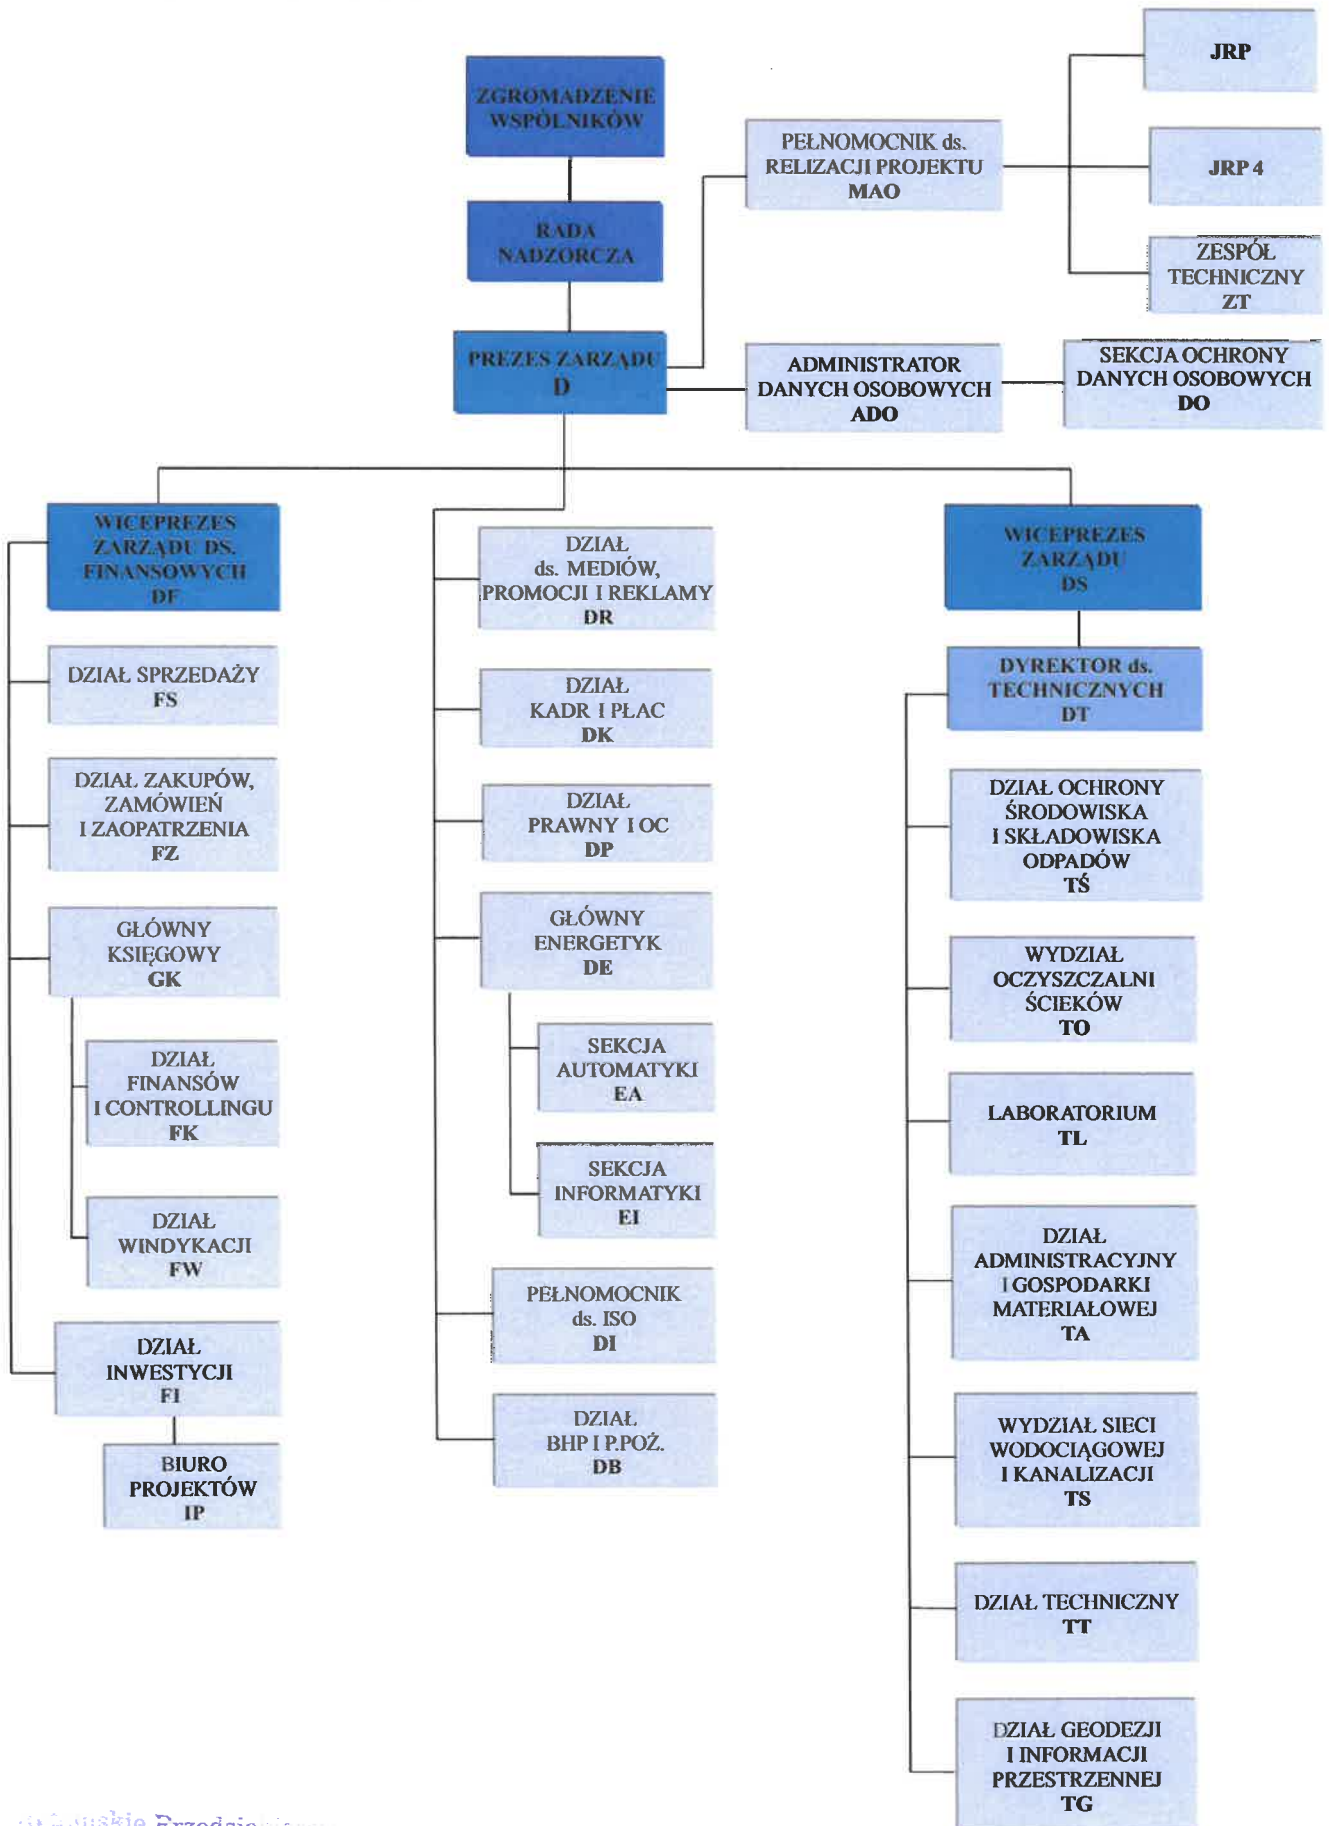 ZGROMADZENIE
WSPÓLNIKÓW
RADA
NADZORCZA
PREZES ZARZĄDU
D
PEŁNOMOCNIK ds.
RELIZACJI PROJEKTU
MAO
JRP
JRP 4
ZESPÓŁ
TECHNICZNY
ZT
ADMINISTRATOR
DANYCH OSOBOWYCH
ADO
SEKCJA OCHRONY
DANYCH OSOBOWYCH
DO
WICEPREZES
ZARZĄDU DS.
FINANSOWYCH
DF
DZIAŁ SPRZEDAŻY
FS
DZIAŁ ZAKUPÓW,
ZAMÓWIEŃ
I ZAOPATRZENIA
FZ
GŁÓWNY
KSIĘGOWY
GK
DZIAŁ
FINANSÓW
I CONTROLLINGU
FK
DZIAŁ
WINDYKACJI
FW
DZIAŁ
INWESTYCJI
FI
BIURO
PROJEKTÓW
IP
DZIAŁ
ds. MEDIÓW,
PROMOCJI I REKLAMY
DR
DZIAŁ
KADR I PŁAC
DK
DZIAŁ
PRAWNY I OC
DP
GŁÓWNY
ENERGETYK
DE
SEKCJA
AUTOMATYKI
EA
SEKCJA
INFORMATYKI
EI
PEŁNOMOCNIK
ds. ISO
DI
DZIAŁ
BHP I P.POŻ.
DB
WICEPREZES
ZARZĄDU
DS
DYREKTOR ds.
TECHNICZNYCH
DT
DZIAŁ OCHRONY
ŚRODOWISKA
I SKŁADOWISKA
ODPADÓW
TŚ
WYDZIAŁ
OCZYSZCZALNI
ŚCIEKÓW
TO
LABORATORIUM
TL
DZIAŁ
ADMINISTRACYJNY
I GOSPODARKI
MATERIAŁOWEJ
TA
WYDZIAŁ SIECI
WODOCIĄGOWEJ
I KANALIZACJI
TS
DZIAŁ TECHNICZNY
TT
DZIAŁ GEODEZJI
I INFORMACJI
PRZESTRZENNEJ
TG